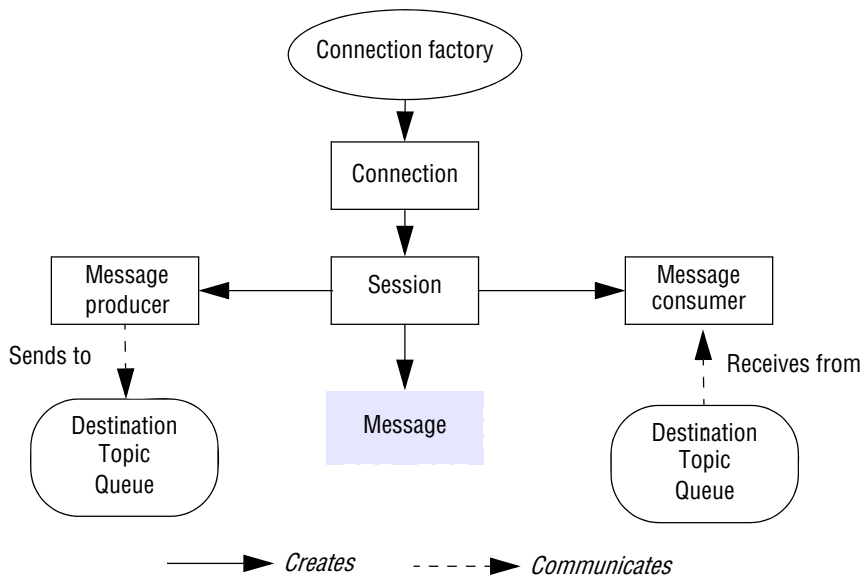 Connection factory
Connection
Message
producer
Session
Message
consumer
Sends to
Receives from
Destination
Topic
Queue
Message
Destination
Topic
Queue
Creates
Communicates